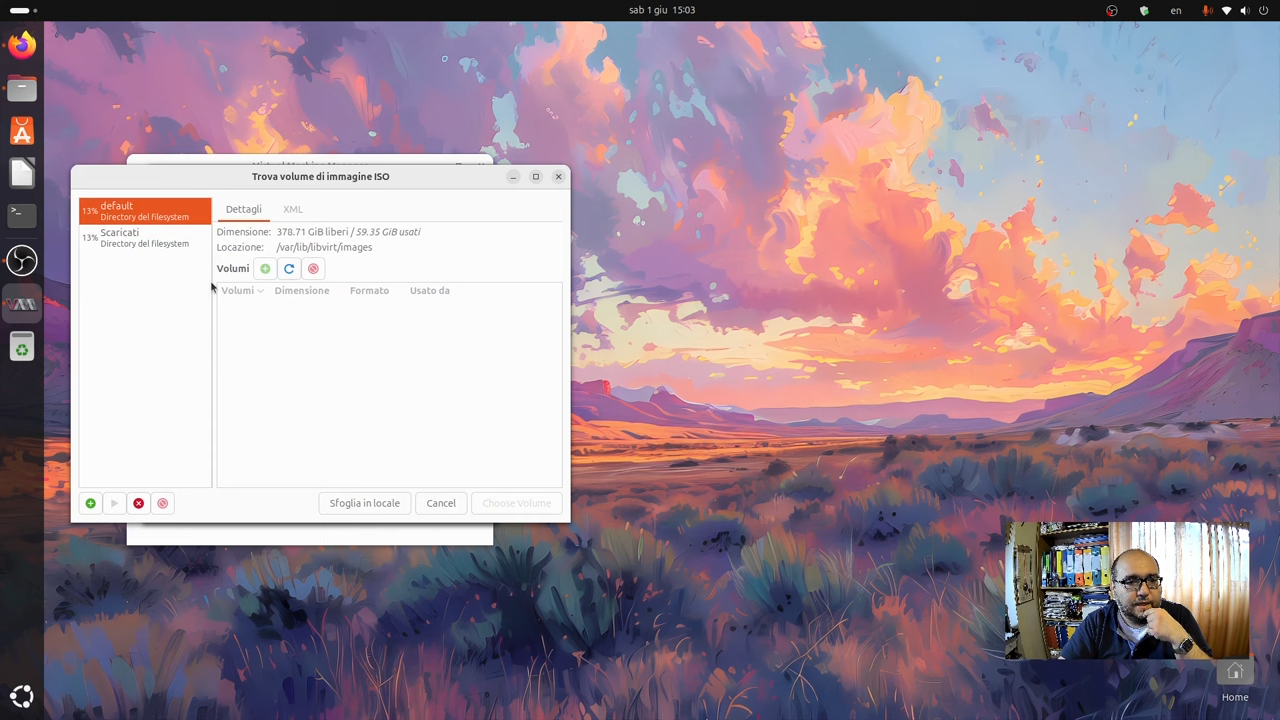 sab 1 giu 15:03
en
Trova volume di immagine ISO
13% default
Directory del filesystem
13% Scaricati
Directory del filesystem
Dettagli XML
Dimensione: 378.71 GiB liberi / 59.35 GiB usati
Locazione: /var/lib/libvirt/images
Volumi
Volumi Dimensione Formato Usato da
Sfoglia in locale Cancel Choose Volume
Home